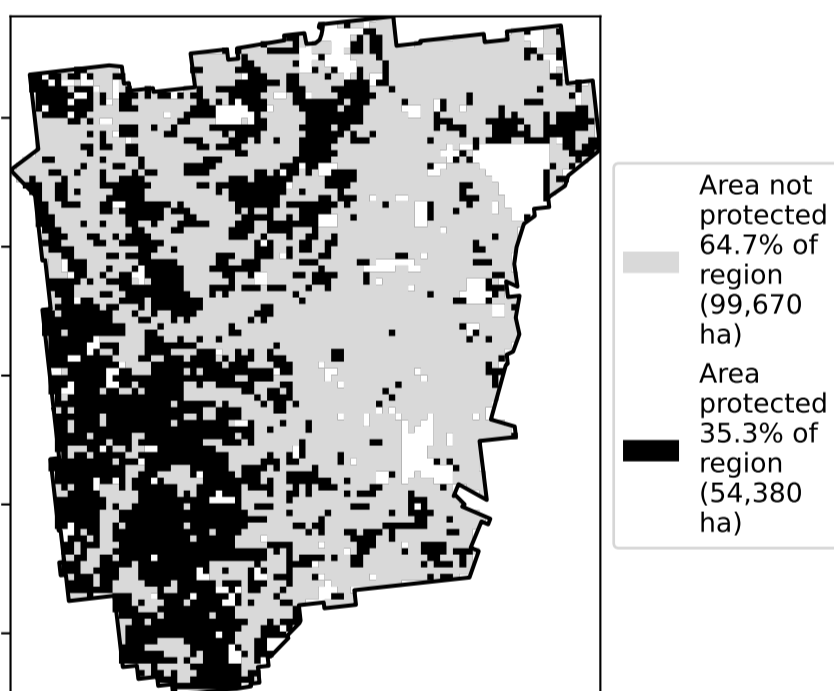 Area not
protected
64.7% of
region
(99,670
ha)
Area
protected
35.3% of
region
(54,380
ha)